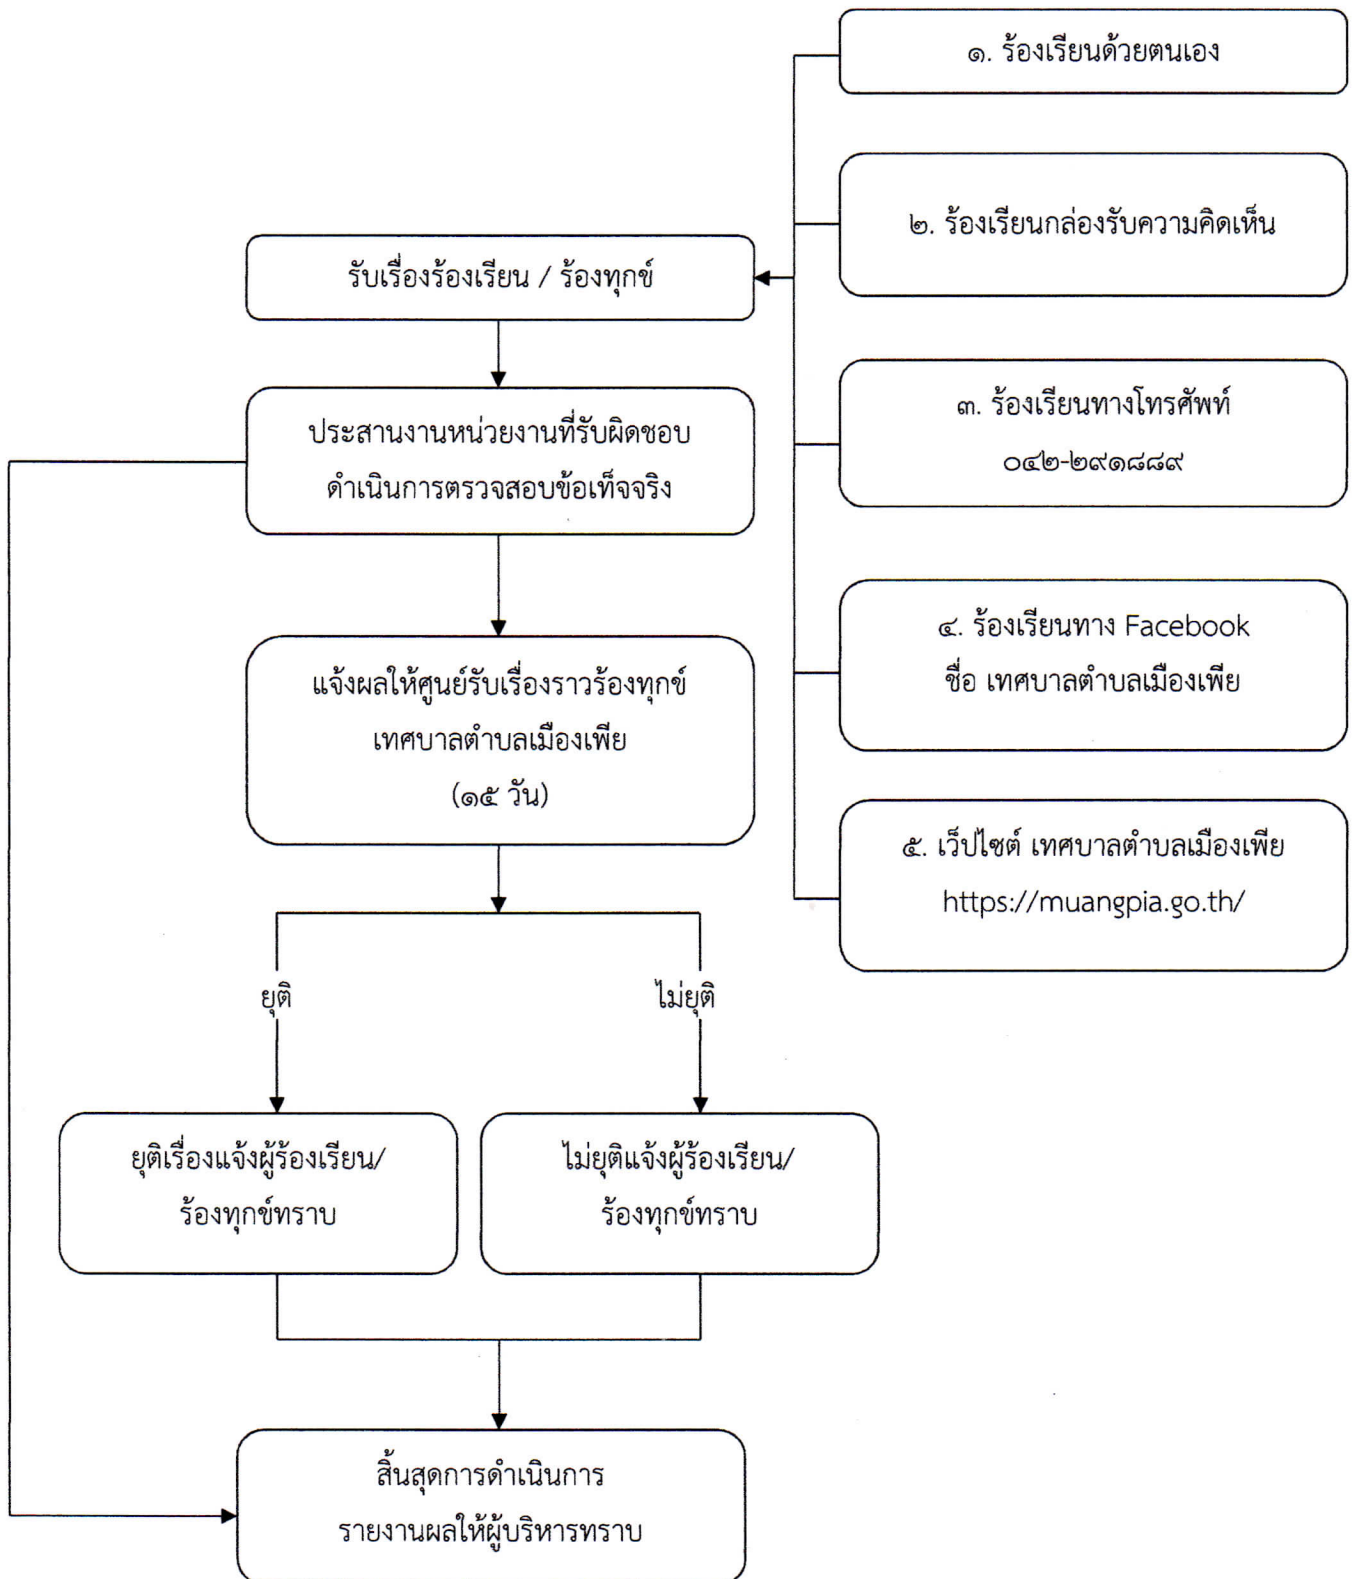 ๑. ร้องเรียนด้วยตนเอง
๒. ร้องเรียนกล่องรับความคิดเห็น
รับเรื่องร้องเรียน / ร้องทุกข์
๓. ร้องเรียนทางโทรศัพท์
๐๔๒-๒๙๑๘๘๙
ประสานงานหน่วยงานที่รับผิดชอบ
ดำเนินการตรวจสอบข้อเท็จจริง
๔. ร้องเรียนทาง Facebook
ชื่อ เทศบาลตำบลเมืองเพีย
แจ้งผลให้ศูนย์รับเรื่องราวร้องทุกข์
เทศบาลตำบลเมืองเพีย
(๑๕ วัน)
๕. เว็ปไซต์ เทศบาลตำบลเมืองเพีย
https://muangpia.go.th/
ยุติ
ไม่ยุติ
ยุติเรื่องแจ้งผู้ร้องเรียน/
ร้องทุกข์ทราบ
ไม่ยุติแจ้งผู้ร้องเรียน/
ร้องทุกข์ทราบ
สิ้นสุดการดำเนินการ
รายงานผลให้ผู้บริหารทราบ